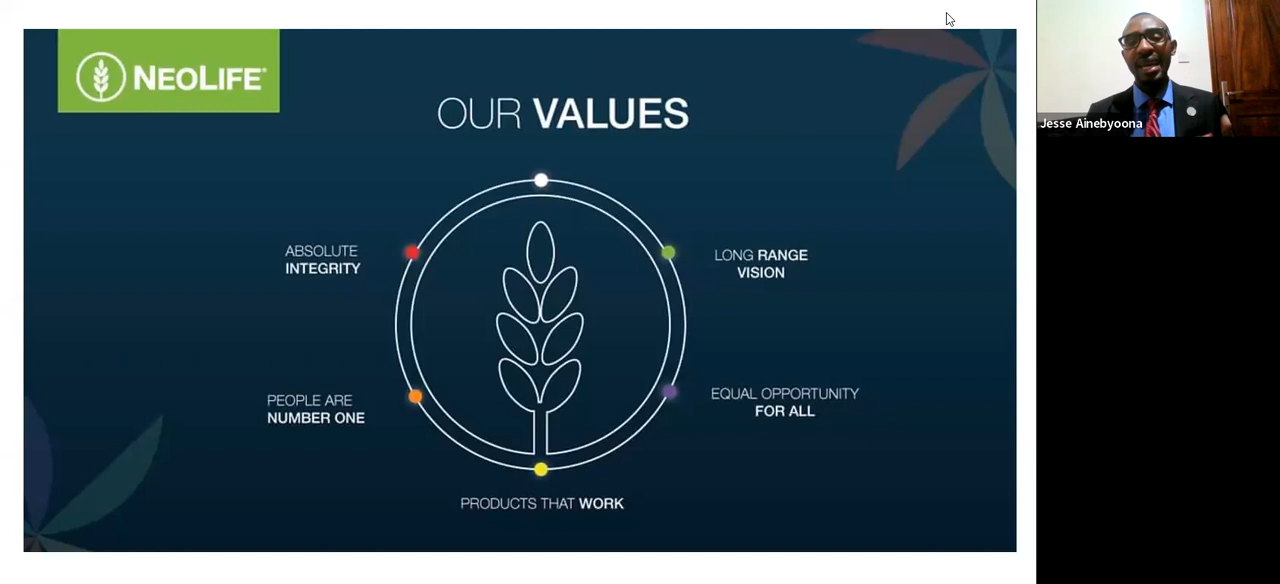 NEOLIFE®
OUR VALUES
ABSOLUTE
INTEGRITY
LONG RANGE
VISION
PEOPLE ARE
NUMBER ONE
EQUAL OPPORTUNITY
FOR ALL
PRODUCTS THAT WORK
Jesse Ainebyoona